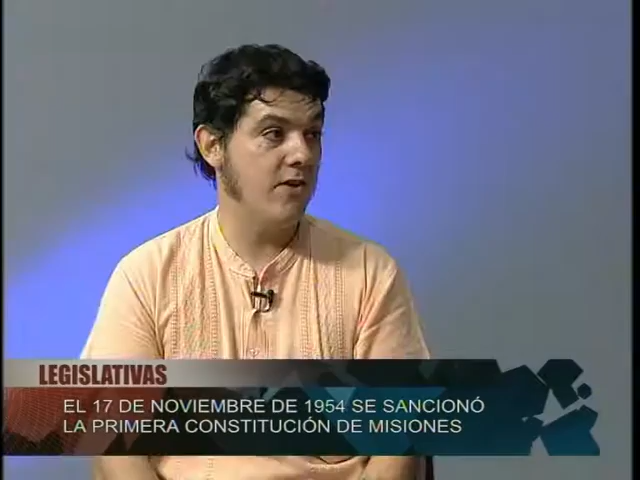 LEGISLATIVAS
EL 17 DE NOVIEMBRE DE 1954 SE SANCIONÓ
LA PRIMERA CONSTITUCIÓN DE MISIONES